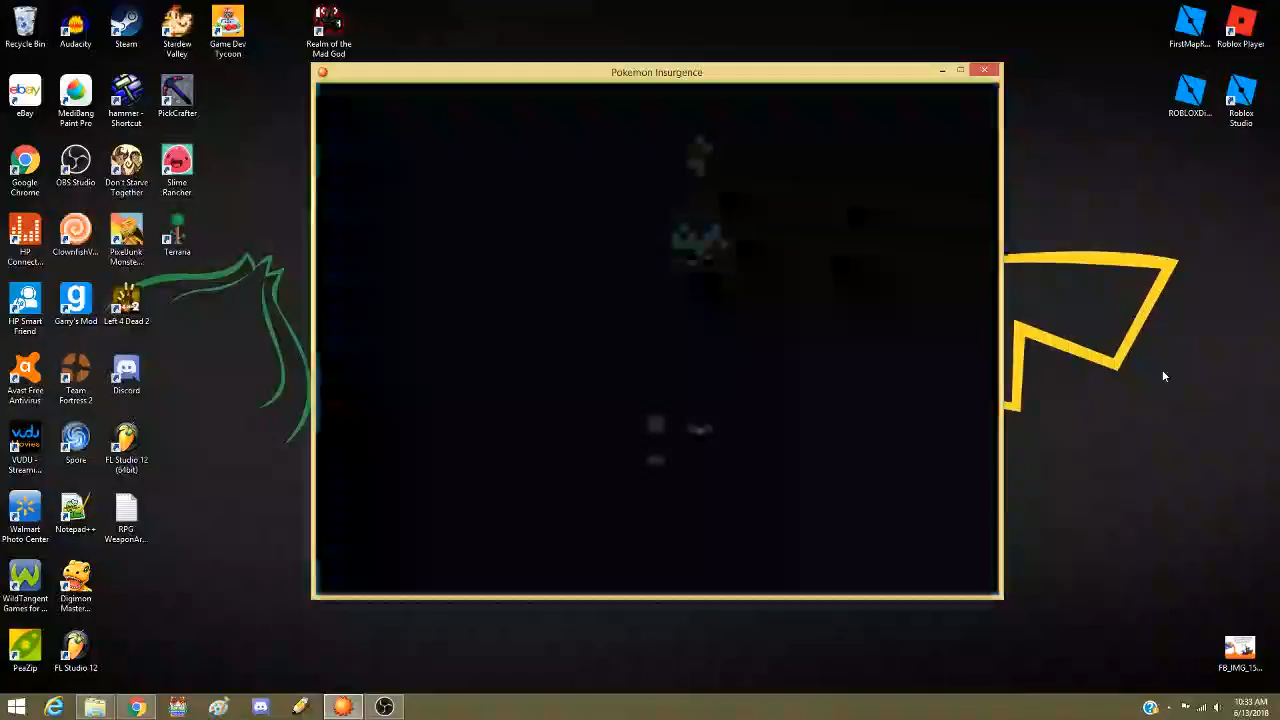 Recycle Bin
Audacity
Steam
Stardew Valley
Game Dev Tycoon
Realm of the Mad God
FirstMapR...
Roblox Player
Pokemon Insurgence
eBay
MediBang Paint Pro
hammer - Shortcut
PickCrafter
ROBLOXDi...
Roblox Studio
Google Chrome
OBS Studio
Don't Starve Together
Slime Rancher
HP Connect...
ClownfishV...
PixelJunk Monste...
Terraria
HP Smart Friend
Garry's Mod
Left 4 Dead 2
Avast Free Antivirus
Team Fortress 2
Discord
VUDU - Streami...
Spore
FL Studio 12 (64bit)
Walmart Photo Center
Notepad++
RPG WeaponAr...
WildTangent Games for ...
Digimon Master...
PeaZip
FL Studio 12
FB_IMG_15...
10:33 AM
6/13/2018